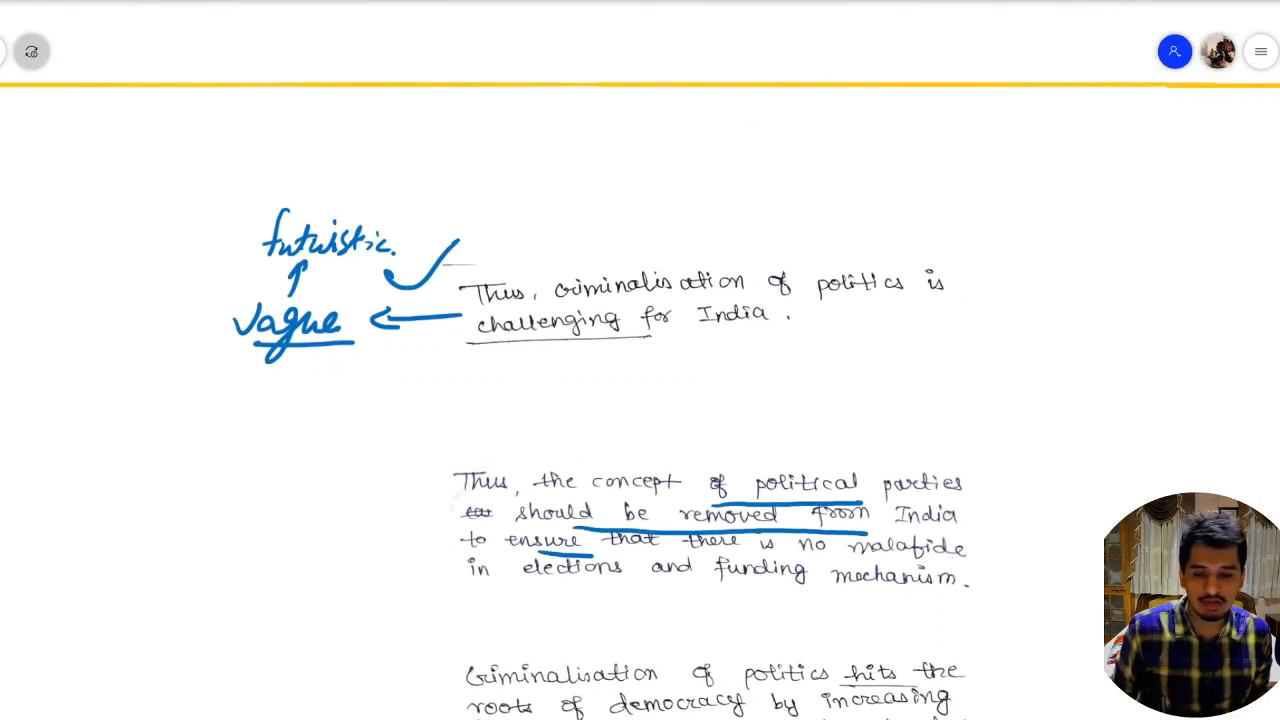 futuristic.
vague
Thus, criminalisation of politics is
challenging for India.
Thus, the concept of political parties
should be removed from India
to ensure that there is no malafide
in elections and funding mechanism.
Criminalisation of politics hits the
roots of democracy by increasing